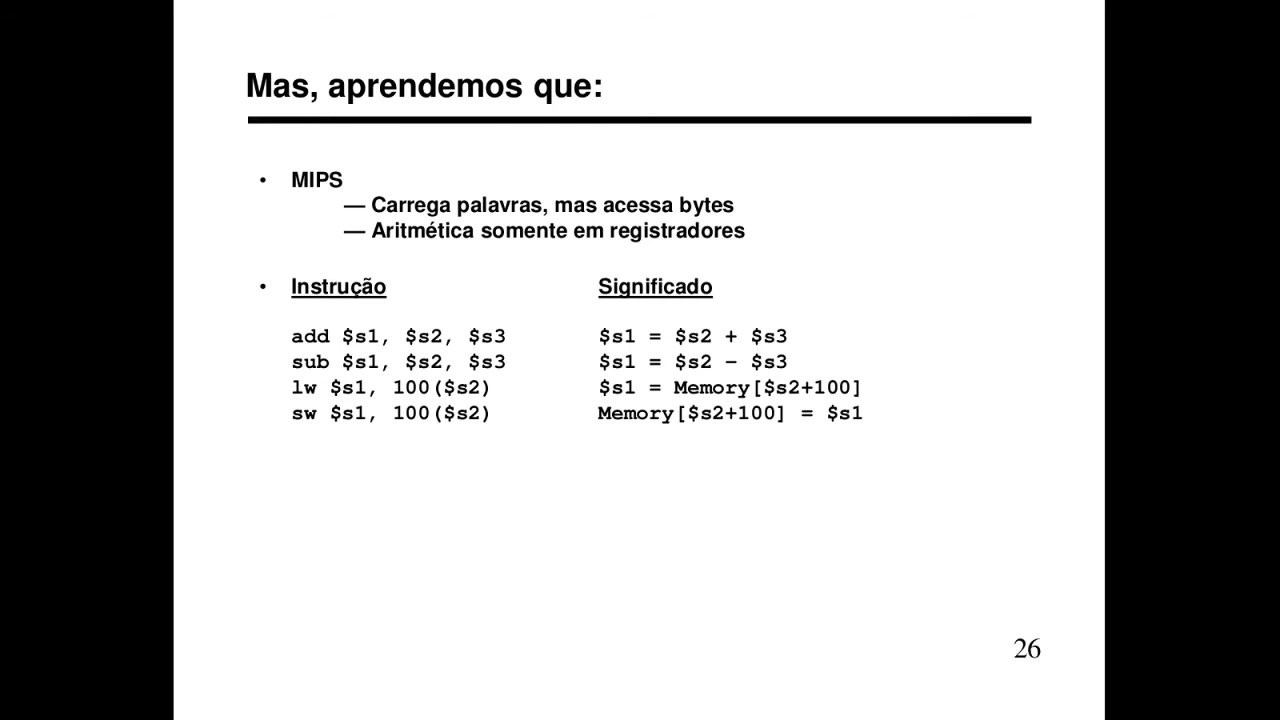 Mas, aprendemos que:
• MIPS
— Carrega palavras, mas acessa bytes
— Aritmética somente em registradores
• Instrução Significado
add $s1, $s2, $s3 $s1 = $s2 + $s3
sub $s1, $s2, $s3 $s1 = $s2 – $s3
lw $s1, 100($s2) $s1 = Memory[$s2+100]
sw $s1, 100($s2) Memory[$s2+100] = $s1
26